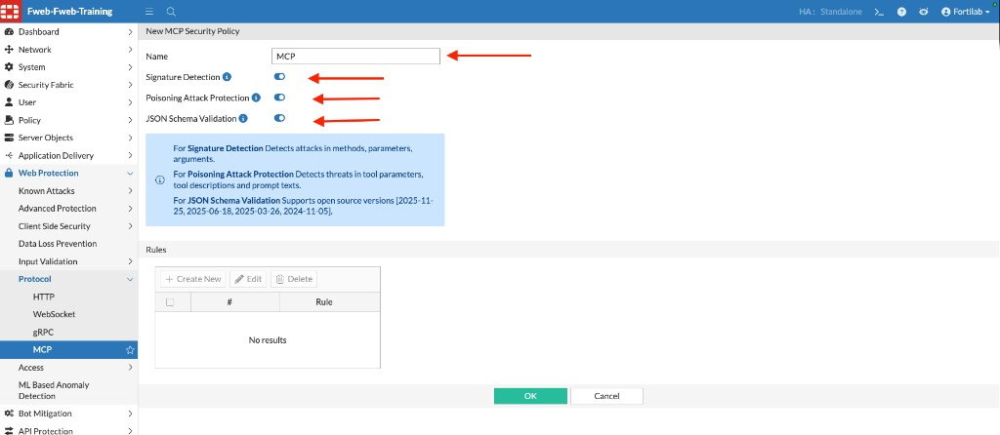 Fweb-Fweb-Training
HA: Standalone
Fortilab
Dashboard
Network
System
Security Fabric
User
Policy
Server Objects
Application Delivery
Web Protection
Known Attacks
Advanced Protection
Client Side Security
Data Loss Prevention
Input Validation
Protocol
HTTP
WebSocket
gRPC
MCP
Access
ML Based Anomaly
Detection
Bot Mitigation
API Protection
New MCP Security Policy
Name MCP
Signature Detection
Poisoning Attack Protection
JSON Schema Validation
For Signature Detection Detects attacks in methods, parameters,
arguments.
For Poisoning Attack Protection Detects threats in tool parameters,
tool descriptions and prompt texts.
For JSON Schema Validation Supports open source versions [2025-11-
25, 2025-06-18, 2025-03-26, 2024-11-05].
Rules
+ Create New Edit Delete
# Rule
No results
OK Cancel